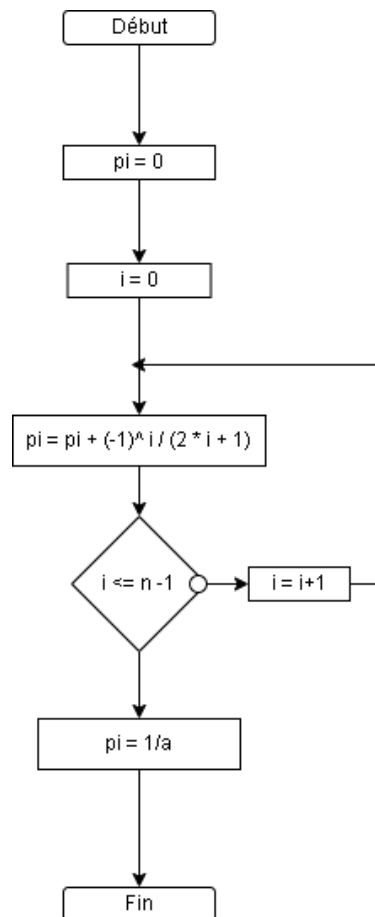 Début
pi = 0
i = 0
pi = pi + (-1)^ i / (2 * i + 1)
i <= n -1
i = i+1
pi = 1/a
Fin